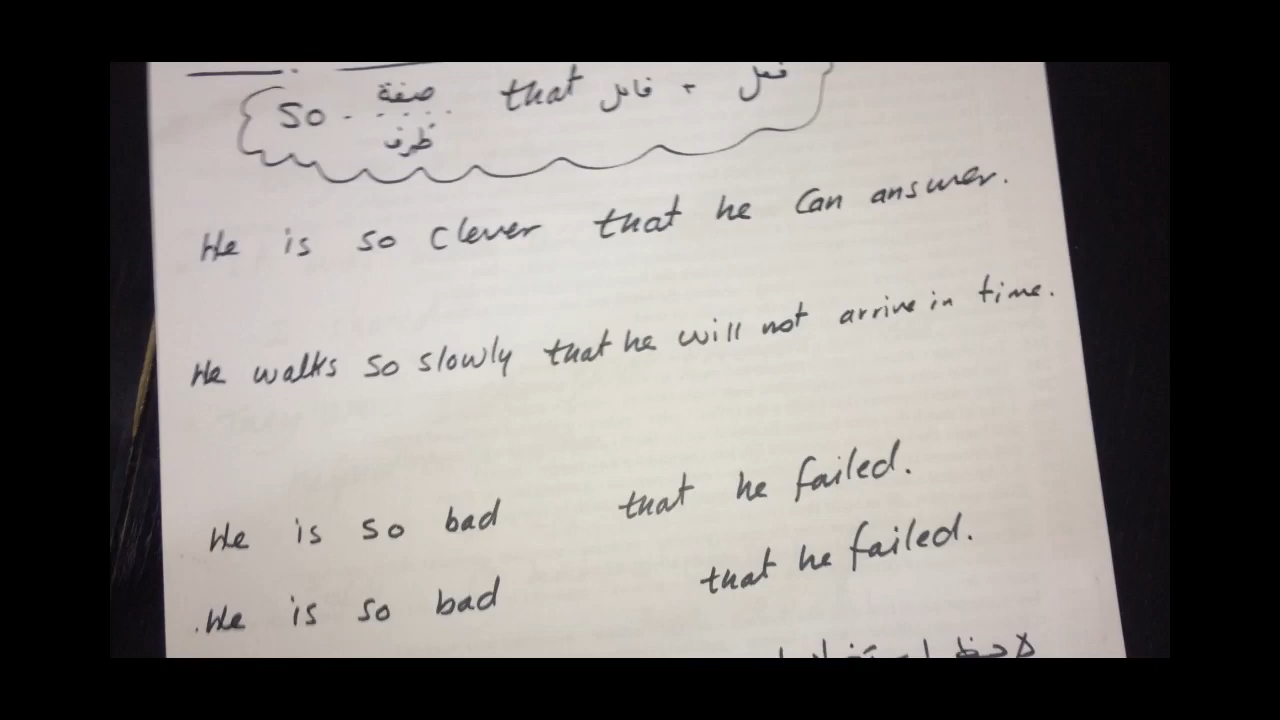 so صفة that فاعل + فعل
ظرف
He is so clever that he can answer.
He walks so slowly that he will not arrive in time.
He is so bad that he failed.
He is so bad that he failed.
لاحظ